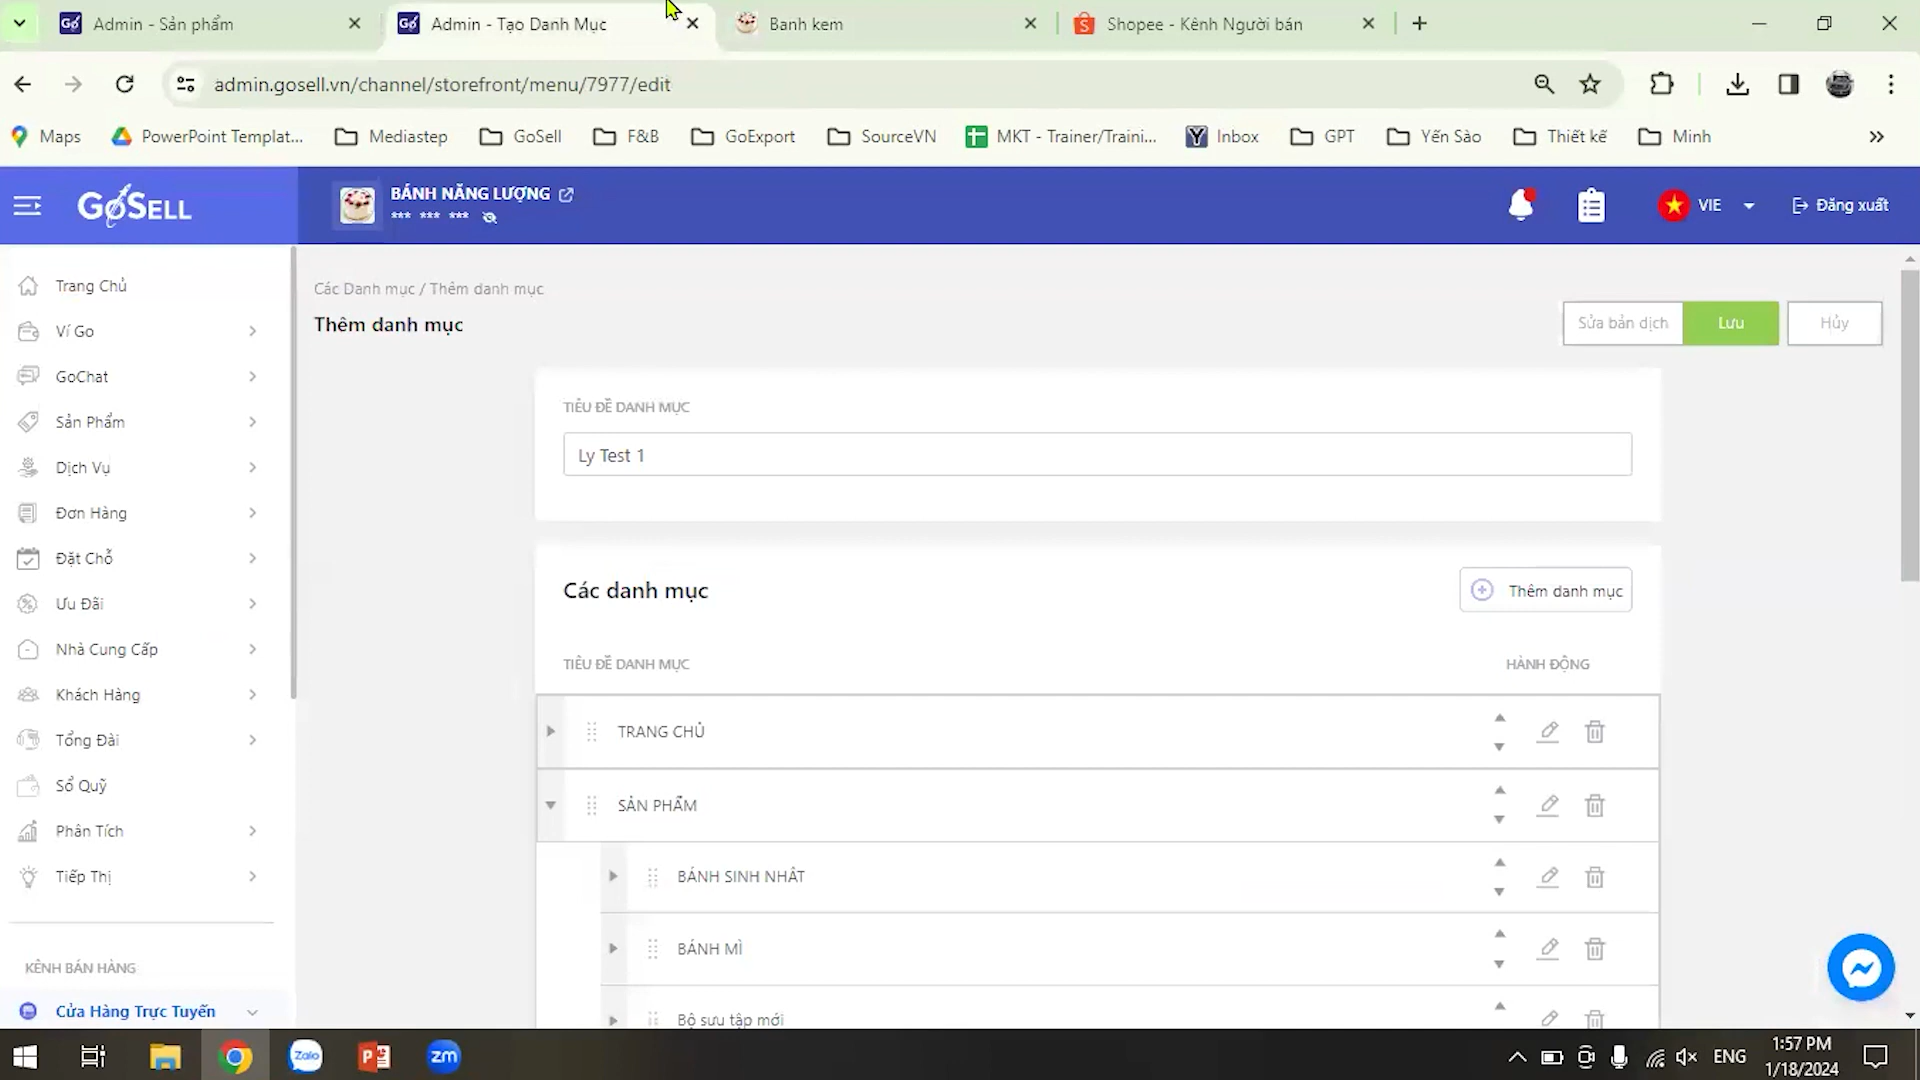 Admin - Sản phẩm
Admin - Tạo Danh Mục
Banh kem
Shopee - Kênh Người bán
admin.gosell.vn/channel/storefront/menu/7977/edit
Maps
PowerPoint Templat...
Mediastep
GoSell
F&B
GoExport
SourceVN
MKT - Trainer/Traini...
Inbox
GPT
Yến Sào
Thiết kế
Minh
GOSELL
BÁNH NĂNG LƯỢNG
*** *** ***
VIE
Đăng xuất
Trang Chủ
Ví Go
GoChat
Sản Phẩm
Dịch Vụ
Đơn Hàng
Đặt Chỗ
Ưu Đãi
Nhà Cung Cấp
Khách Hàng
Tổng Đài
Sổ Quỹ
Phân Tích
Tiếp Thị
KÊNH BÁN HÀNG
Cửa Hàng Trực Tuyến
Các Danh mục / Thêm danh mục
Thêm danh mục
Sửa bản dịch
Lưu
Hủy
TIÊU ĐỀ DANH MỤC
Ly Test 1
Các danh mục
Thêm danh mục
TIÊU ĐỀ DANH MỤC
HÀNH ĐỘNG
TRANG CHỦ
SẢN PHẨM
BÁNH SINH NHẬT
BÁNH MÌ
Bộ sưu tập mới
Zalo
zm
ENG
1:57 PM
1/18/2024